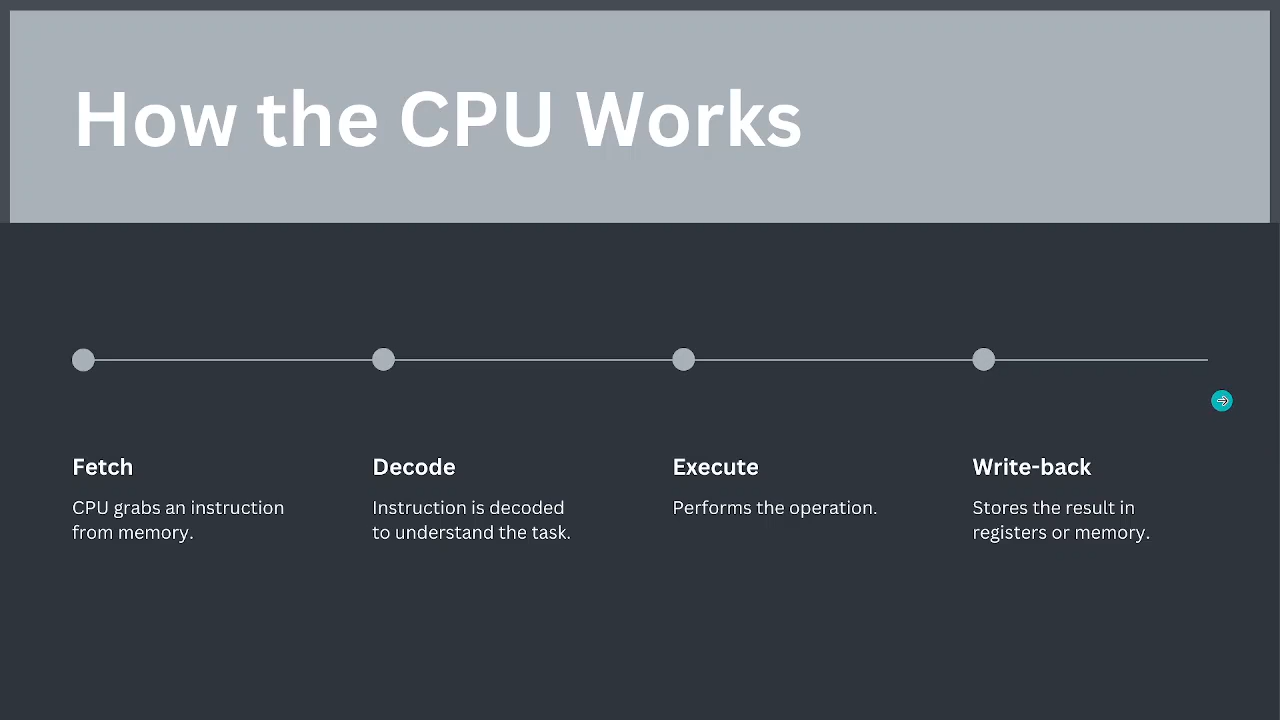 How the CPU Works
Fetch
CPU grabs an instruction
from memory.
Decode
Instruction is decoded
to understand the task.
Execute
Performs the operation.
Write-back
Stores the result in
registers or memory.